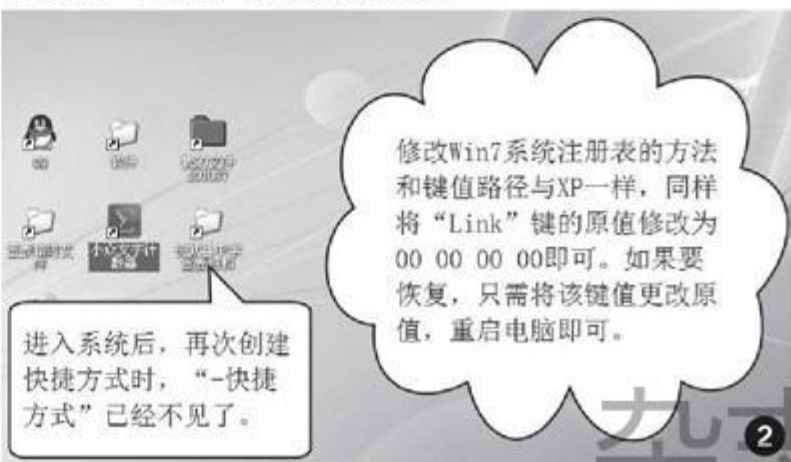 修改Win7系统注册表的方法
和键值路径与XP一样，同样
将“Link”键的原值修改为
00 00 00 00即可。如果要
恢复，只需将该键值更改原
值，重启电脑即可。
进入系统后，再次创建
快捷方式时，“-快捷
方式”已经不见了。
2